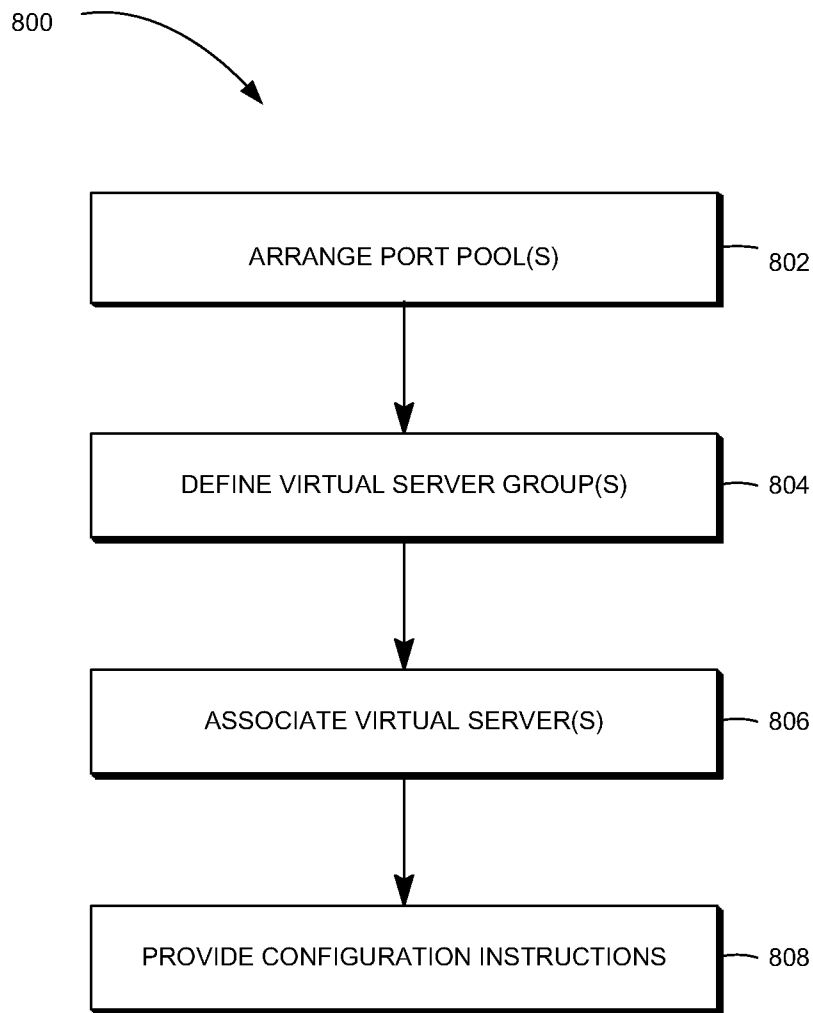 800
ARRANGE PORT POOL(S)
802
DEFINE VIRTUAL SERVER GROUP(S)
804
ASSOCIATE VIRTUAL SERVER(S)
806
PROVIDE CONFIGURATION INSTRUCTIONS
808